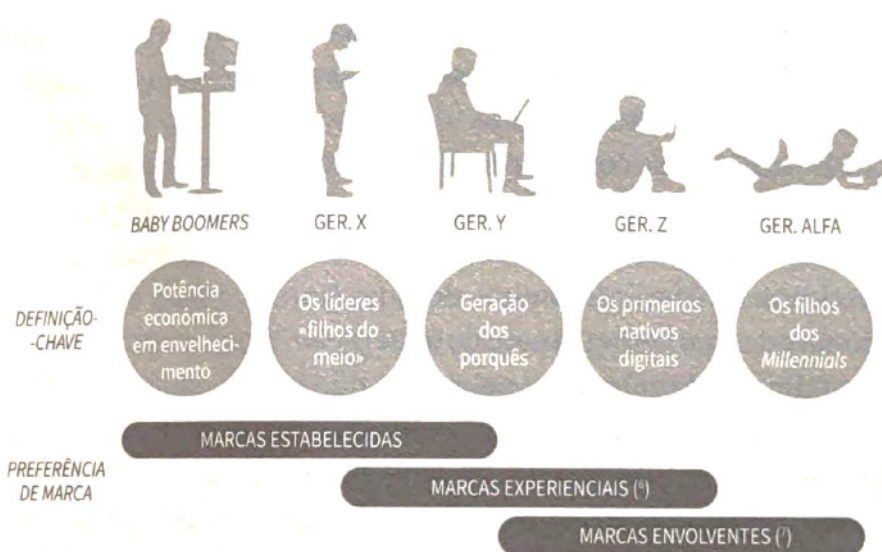 BABY BOOMERS
GER. X
GER. Y
GER. Z
GER. ALFA
DEFINIÇÃO-
-CHAVE
Potência
económica
em envelheci-
mento
Os líderes
«filhos do
meio»
Geração
dos
porquês
Os primeiros
nativos
digitais
Os filhos
dos
Millennials
PREFERÊNCIA
DE MARCA
MARCAS ESTABELECIDAS
MARCAS EXPERIENCIAIS (⁶)
MARCAS ENVOLVENTES (⁷)